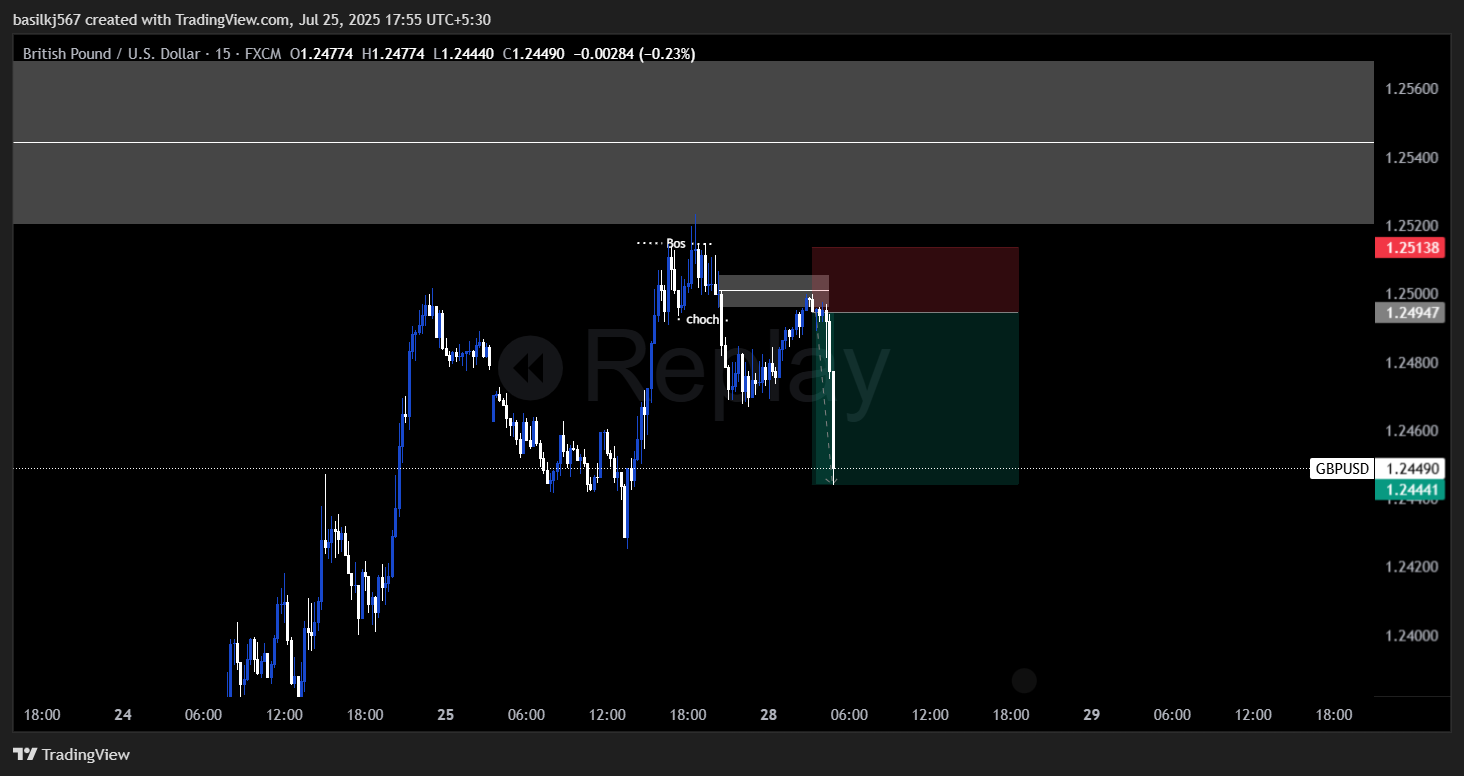 basilkj567 created with TradingView.com, Jul 25, 2025 17:55 UTC+5:30
British Pound / U.S. Dollar · 15 · FXCM O1.24774 H1.24774 L1.24440 C1.24490 −0.00284 (−0.23%)
1.25600
1.25400
1.25200
Bos
1.25138
1.25000
1.24947
choch
Replay
1.24800
1.24600
GBPUSD 1.24490
1.24441
1.24400
1.24200
1.24000
18:00 24 06:00 12:00 18:00 25 06:00 12:00 18:00 28 06:00 12:00 18:00 29 06:00 12:00 18:00
TradingView